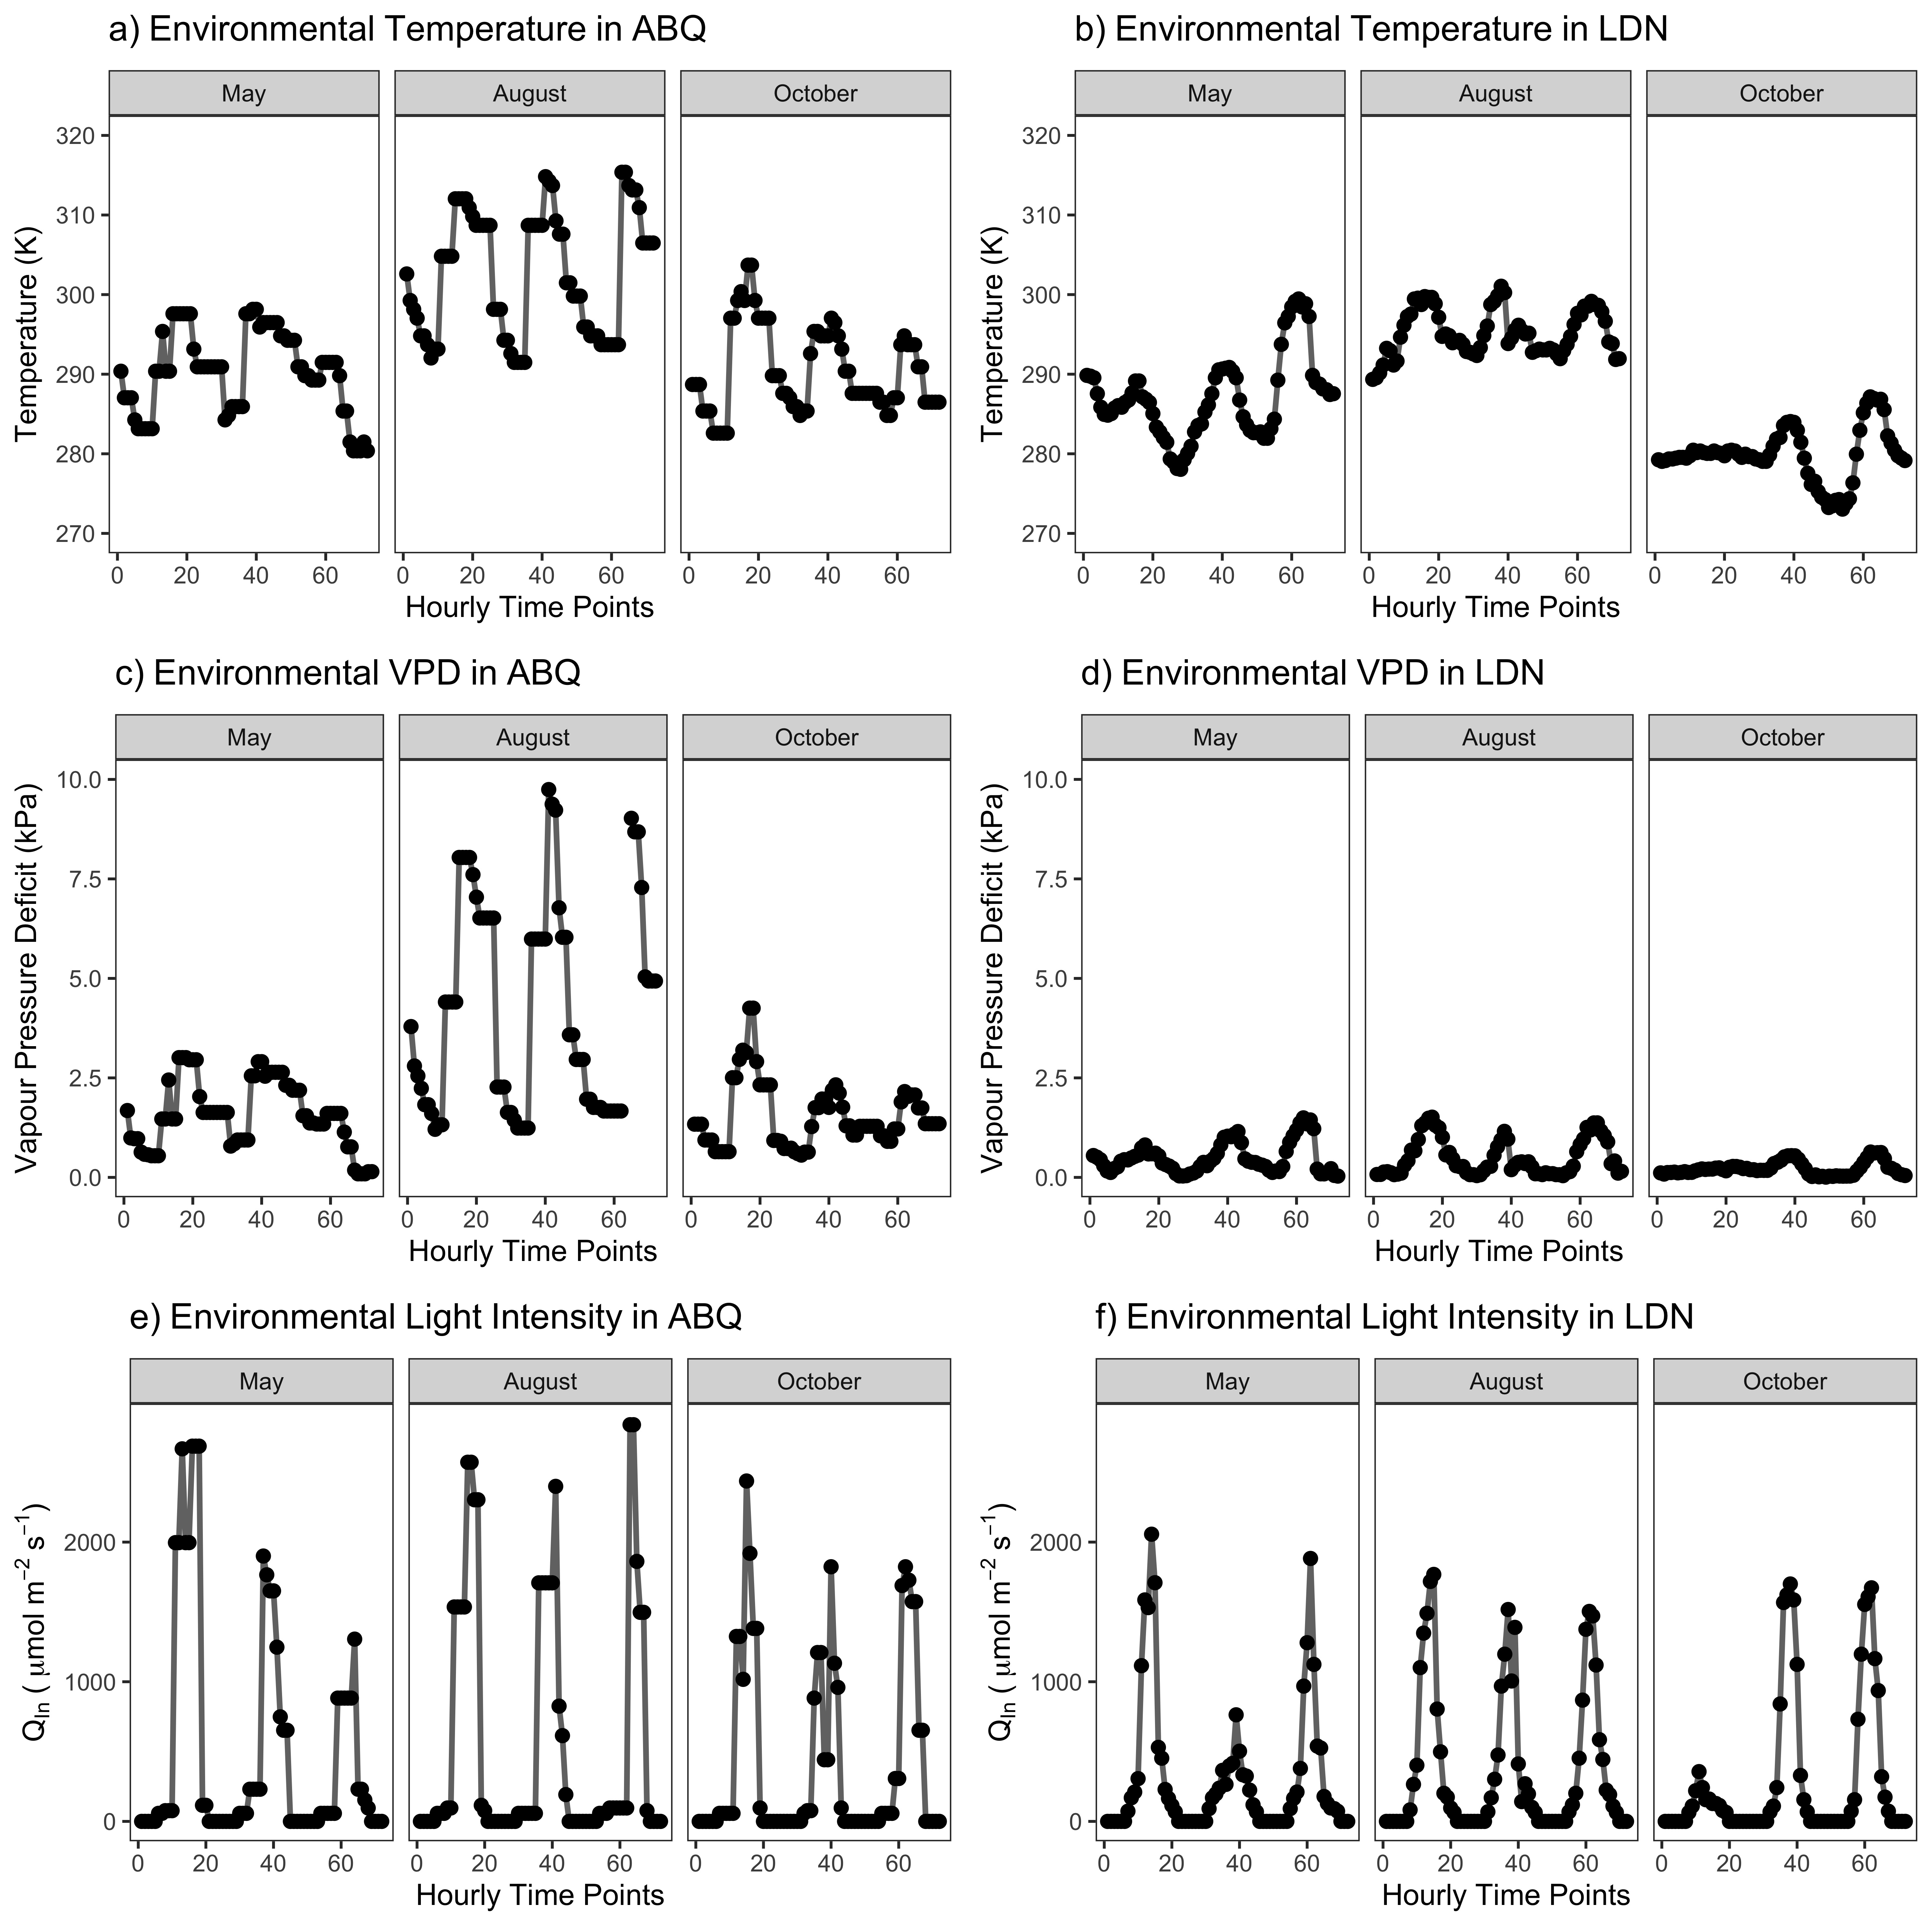 a) Environmental Temperature in ABQ
May August October
Temperature (K)
320
310
300
290
280
270
0 20 40 60 0 20 40 60 0 20 40 60
Hourly Time Points
b) Environmental Temperature in LDN
May August October
Temperature (K)
320
310
300
290
280
270
0 20 40 60 0 20 40 60 0 20 40 60
Hourly Time Points
c) Environmental VPD in ABQ
May August October
Vapour Pressure Deficit (kPa)
10.0
7.5
5.0
2.5
0.0
0 20 40 60 0 20 40 60 0 20 40 60
Hourly Time Points
d) Environmental VPD in LDN
May August October
Vapour Pressure Deficit (kPa)
10.0
7.5
5.0
2.5
0.0
0 20 40 60 0 20 40 60 0 20 40 60
Hourly Time Points
e) Environmental Light Intensity in ABQ
May August October
Q_In ( μmol m⁻² s⁻¹)
2000
1000
0
0 20 40 60 0 20 40 60 0 20 40 60
Hourly Time Points
f) Environmental Light Intensity in LDN
May August October
Q_In ( μmol m⁻² s⁻¹)
2000
1000
0
0 20 40 60 0 20 40 60 0 20 40 60
Hourly Time Points